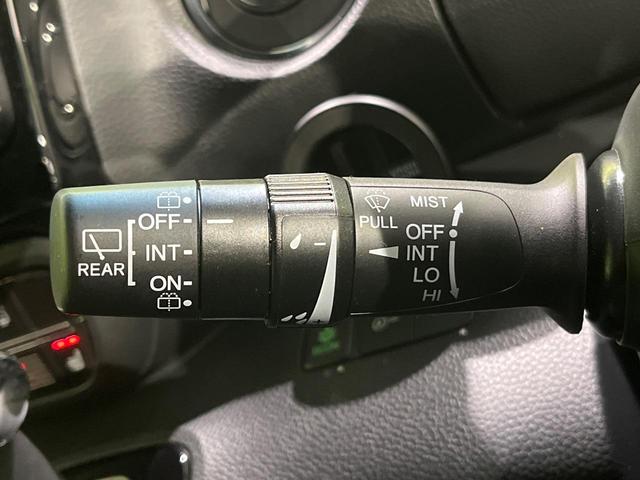 OFF
INT
ON
REAR
PULL
MIST
OFF
INT
LO
HI